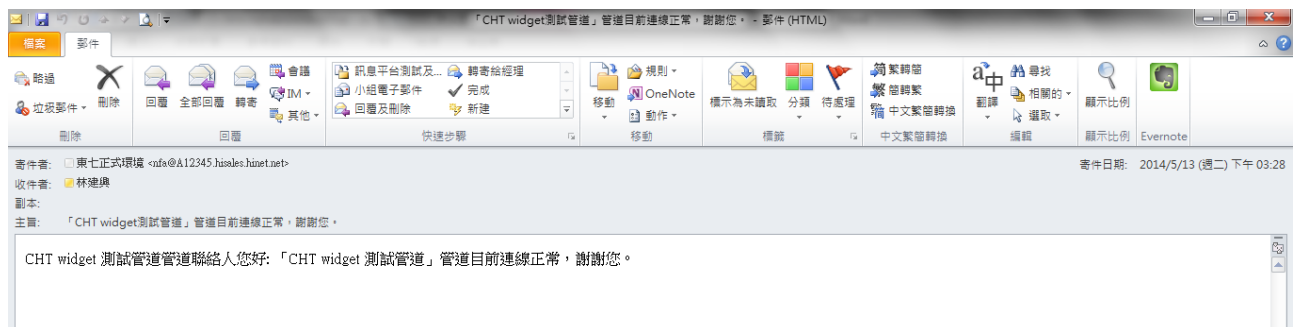 「CHT widget測試管道」管道目前連線正常，謝謝您。 - 郵件 (HTML)
檔案 郵件
略過 垃圾郵件 刪除 回覆 全部回覆 轉寄 會議 IM 其他 訊息平台測試及... 轉寄給經理 小組電子郵件 完成 回覆及刪除 新建 移動 規則 OneNote 動作 標示為未讀取 分類 待處理 繁轉簡 簡轉繁 中文繁簡轉換 翻譯 尋找 相關的 選取 顯示比例
刪除 回覆 快速步驟 移動 標籤 中文繁簡轉換 編輯 顯示比例 Evernote
寄件者: 東七正式環境 <nfa@A12345.hisales.hinet.net> 寄件日期: 2014/5/13 (週二) 下午 03:28
收件者: 林建興
副本:
主旨: 「CHT widget測試管道」管道目前連線正常，謝謝您。
CHT widget 測試管道管道聯絡人您好: 「CHT widget 測試管道」管道目前連線正常，謝謝您。